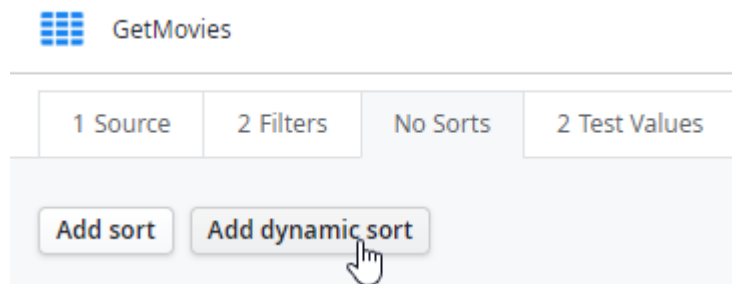 GetMovies
1 Source 2 Filters No Sorts 2 Test Values
Add sort Add dynamic sort